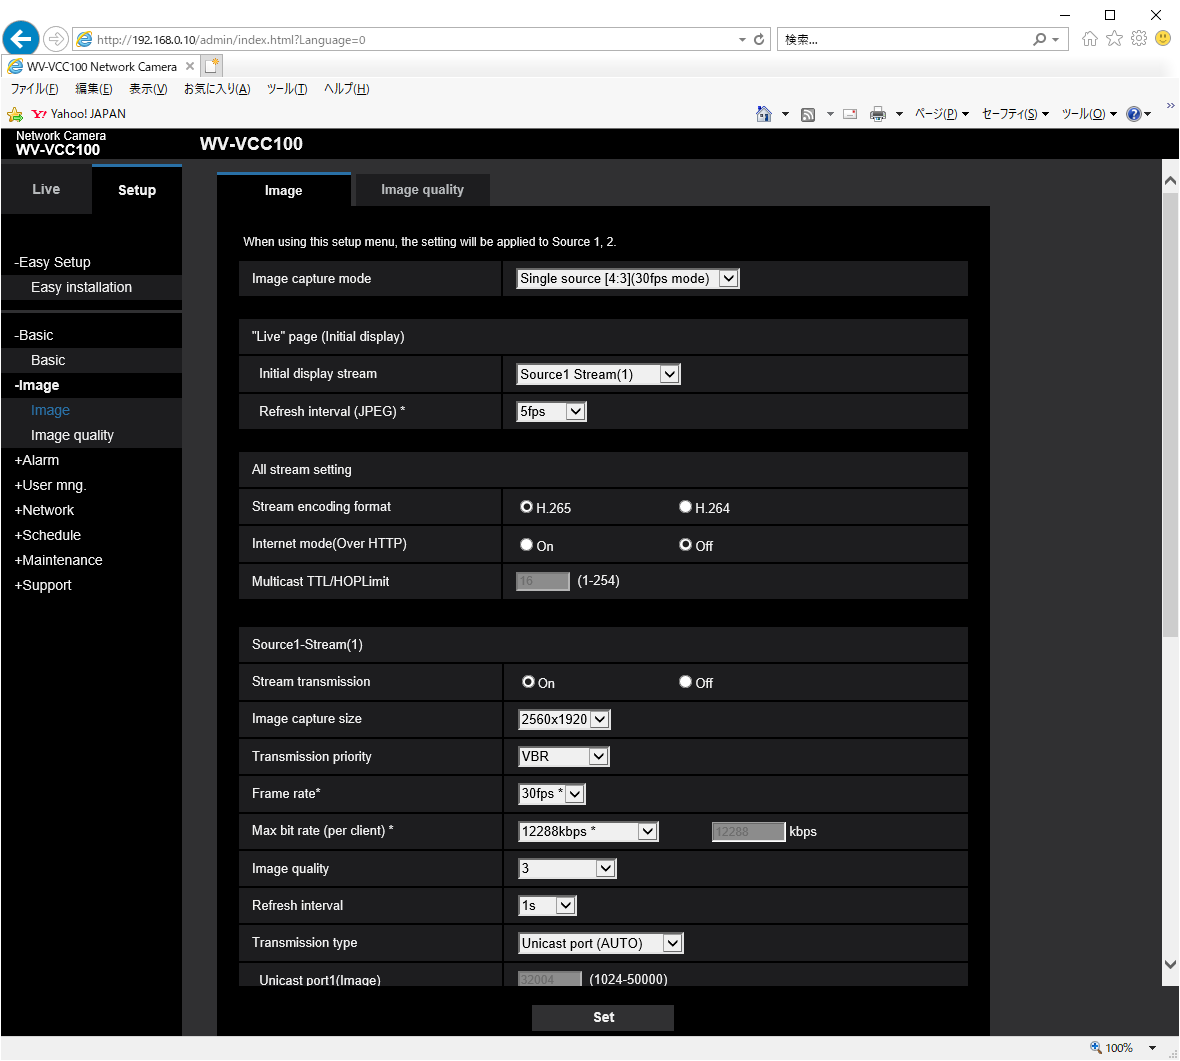 http://192.168.0.10/admin/index.html?Language=0
検索...
WV-VCC100 Network Camera
ファイル(F) 編集(E) 表示(V) お気に入り(A) ツール(T) ヘルプ(H)
Y! Yahoo! JAPAN
ページ(P) セーフティ(S) ツール(O)
Network Camera
WV-VCC100
WV-VCC100
Live
Setup
Image
Image quality
-Easy Setup
Easy installation
-Basic
Basic
-Image
Image
Image quality
+Alarm
+User mng.
+Network
+Schedule
+Maintenance
+Support
When using this setup menu, the setting will be applied to Source 1, 2.
Image capture mode Single source [4:3](30fps mode)
"Live" page (Initial display)
Initial display stream Source1 Stream(1)
Refresh interval (JPEG) * 5fps
All stream setting
Stream encoding format H.265 H.264
Internet mode(Over HTTP) On Off
Multicast TTL/HOPLimit 16 (1-254)
Source1-Stream(1)
Stream transmission On Off
Image capture size 2560x1920
Transmission priority VBR
Frame rate* 30fps *
Max bit rate (per client) * 12288kbps * 12288 kbps
Image quality 3
Refresh interval 1s
Transmission type Unicast port (AUTO)
Unicast port1(Image) 32004 (1024-50000)
Set
100%